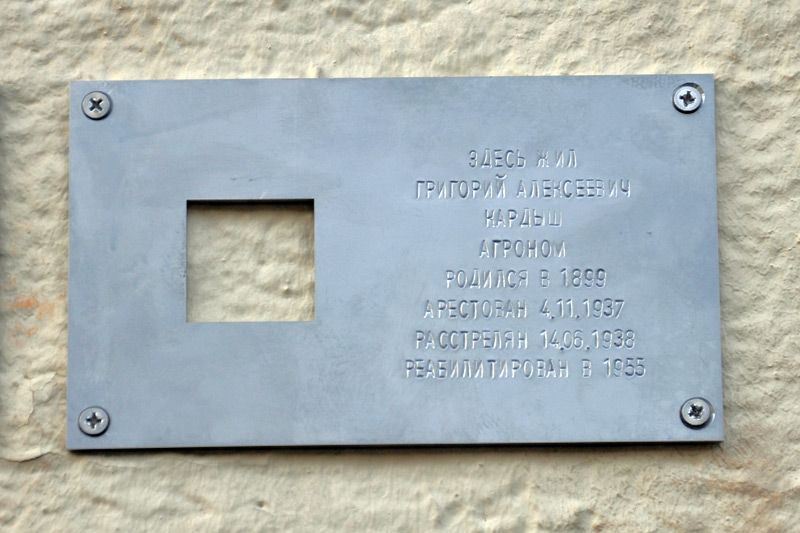 ЗДЕСЬ ЖИЛ
ГРИГОРИЙ АЛЕКСЕЕВИЧ
КАРДЫШ
АГРОНОМ
РОДИЛСЯ В 1899
АРЕСТОВАН 4.11.1937
РАССТРЕЛЯН 14.06.1938
РЕАБИЛИТИРОВАН В 1955